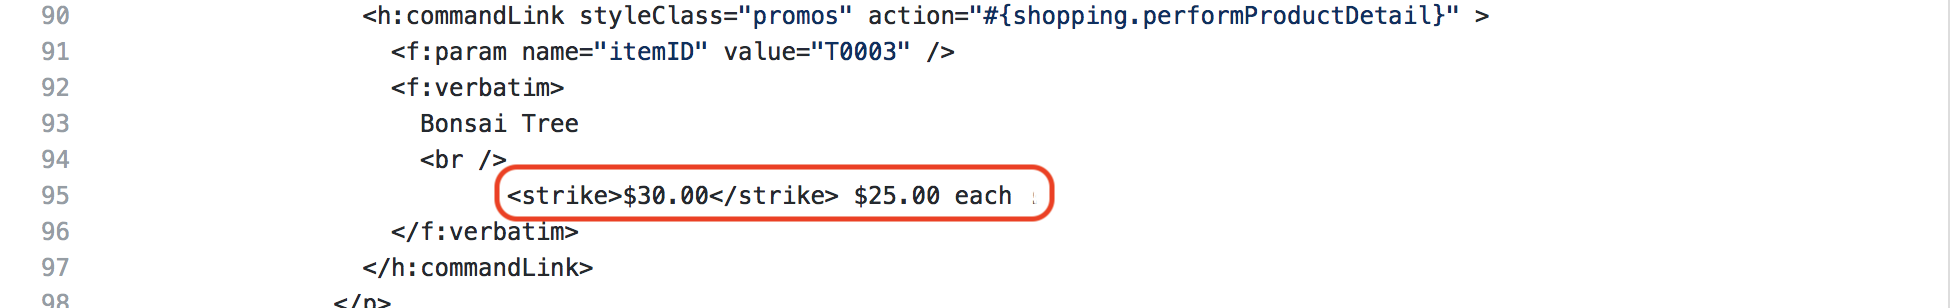 90 <h:commandLink styleClass="promos" action="#{shopping.performProductDetail}" >
91 <f:param name="itemID" value="T0003" />
92 <f:verbatim>
93 Bonsai Tree
94 <br />
95 <strike>$30.00</strike> $25.00 each
96 </f:verbatim>
97 </h:commandLink>
98 </p>